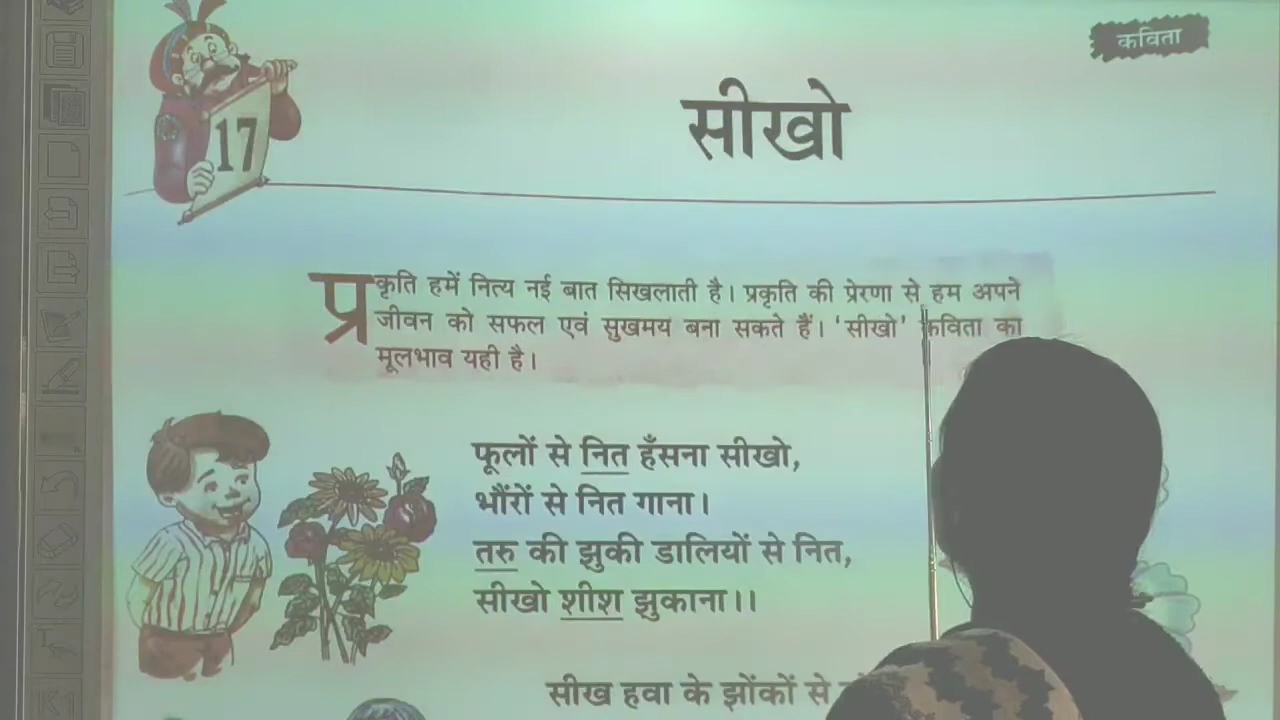 कविता
17
सीखो
प्रकृति हमें नित्य नई बात सिखलाती है। प्रकृति की प्रेरणा से हम अपने
जीवन को सफल एवं सुखमय बना सकते हैं। ‘सीखो’ कविता का
मूलभाव यही है।
फूलों से नित हँसना सीखो,
भौंरों से नित गाना।
तरु की झुकी डालियों से नित,
सीखो शीश झुकाना।।
सीख हवा के झोंकों से